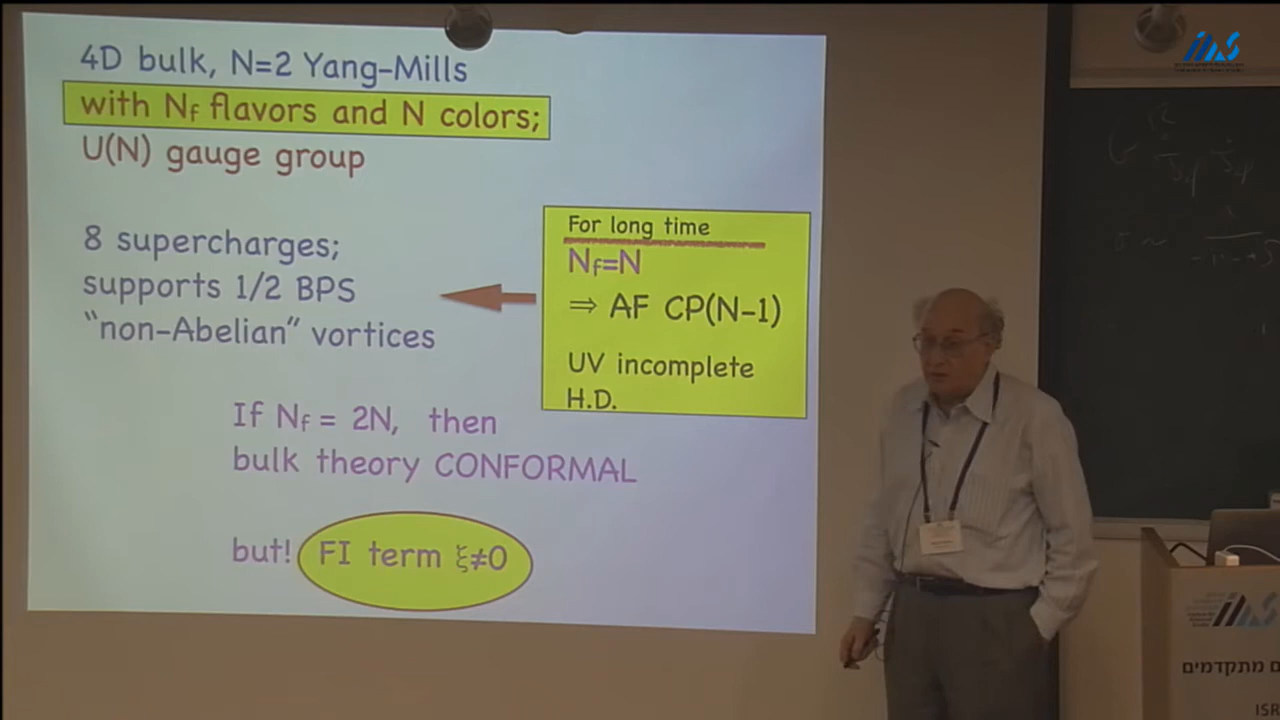 4D bulk, N=2 Yang-Mills
with Nf flavors and N colors;
U(N) gauge group
8 supercharges;
supports 1/2 BPS
“non-Abelian” vortices
For long time
Nf=N
⇒ AF CP(N-1)
UV incomplete
H.D.
If Nf = 2N, then
bulk theory CONFORMAL
but! FI term ξ≠0
מתקדמים
ISR